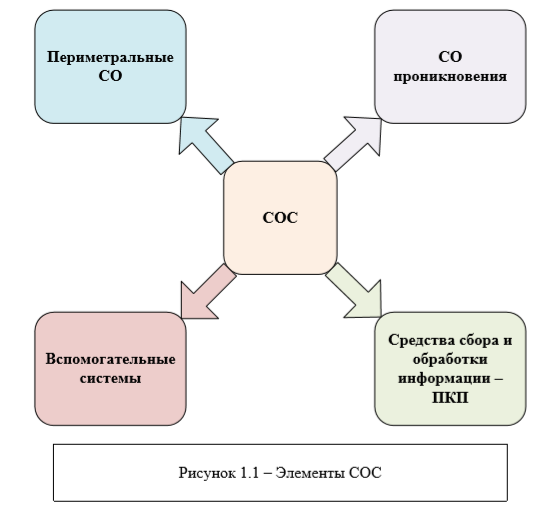 Периметральные
СО
СО
проникновения
СОС
Вспомогательные
системы
Средства сбора и
обработки
информации –
ПКП
Рисунок 1.1 – Элементы СОС